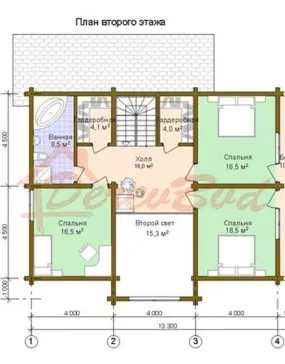 План второго этажа
Гардеробная
4,1 м²
Гардеробная
4,0 м²
Ванная
8,5 м²
Холл
16,0 м²
Спальня
16,5 м²
Спальня
16,5 м²
Второй свет
15,3 м²
Спальня
16,5 м²
4 500
4 500
1 000
4 000
4 000
4 000
13 300
1
2
3
4